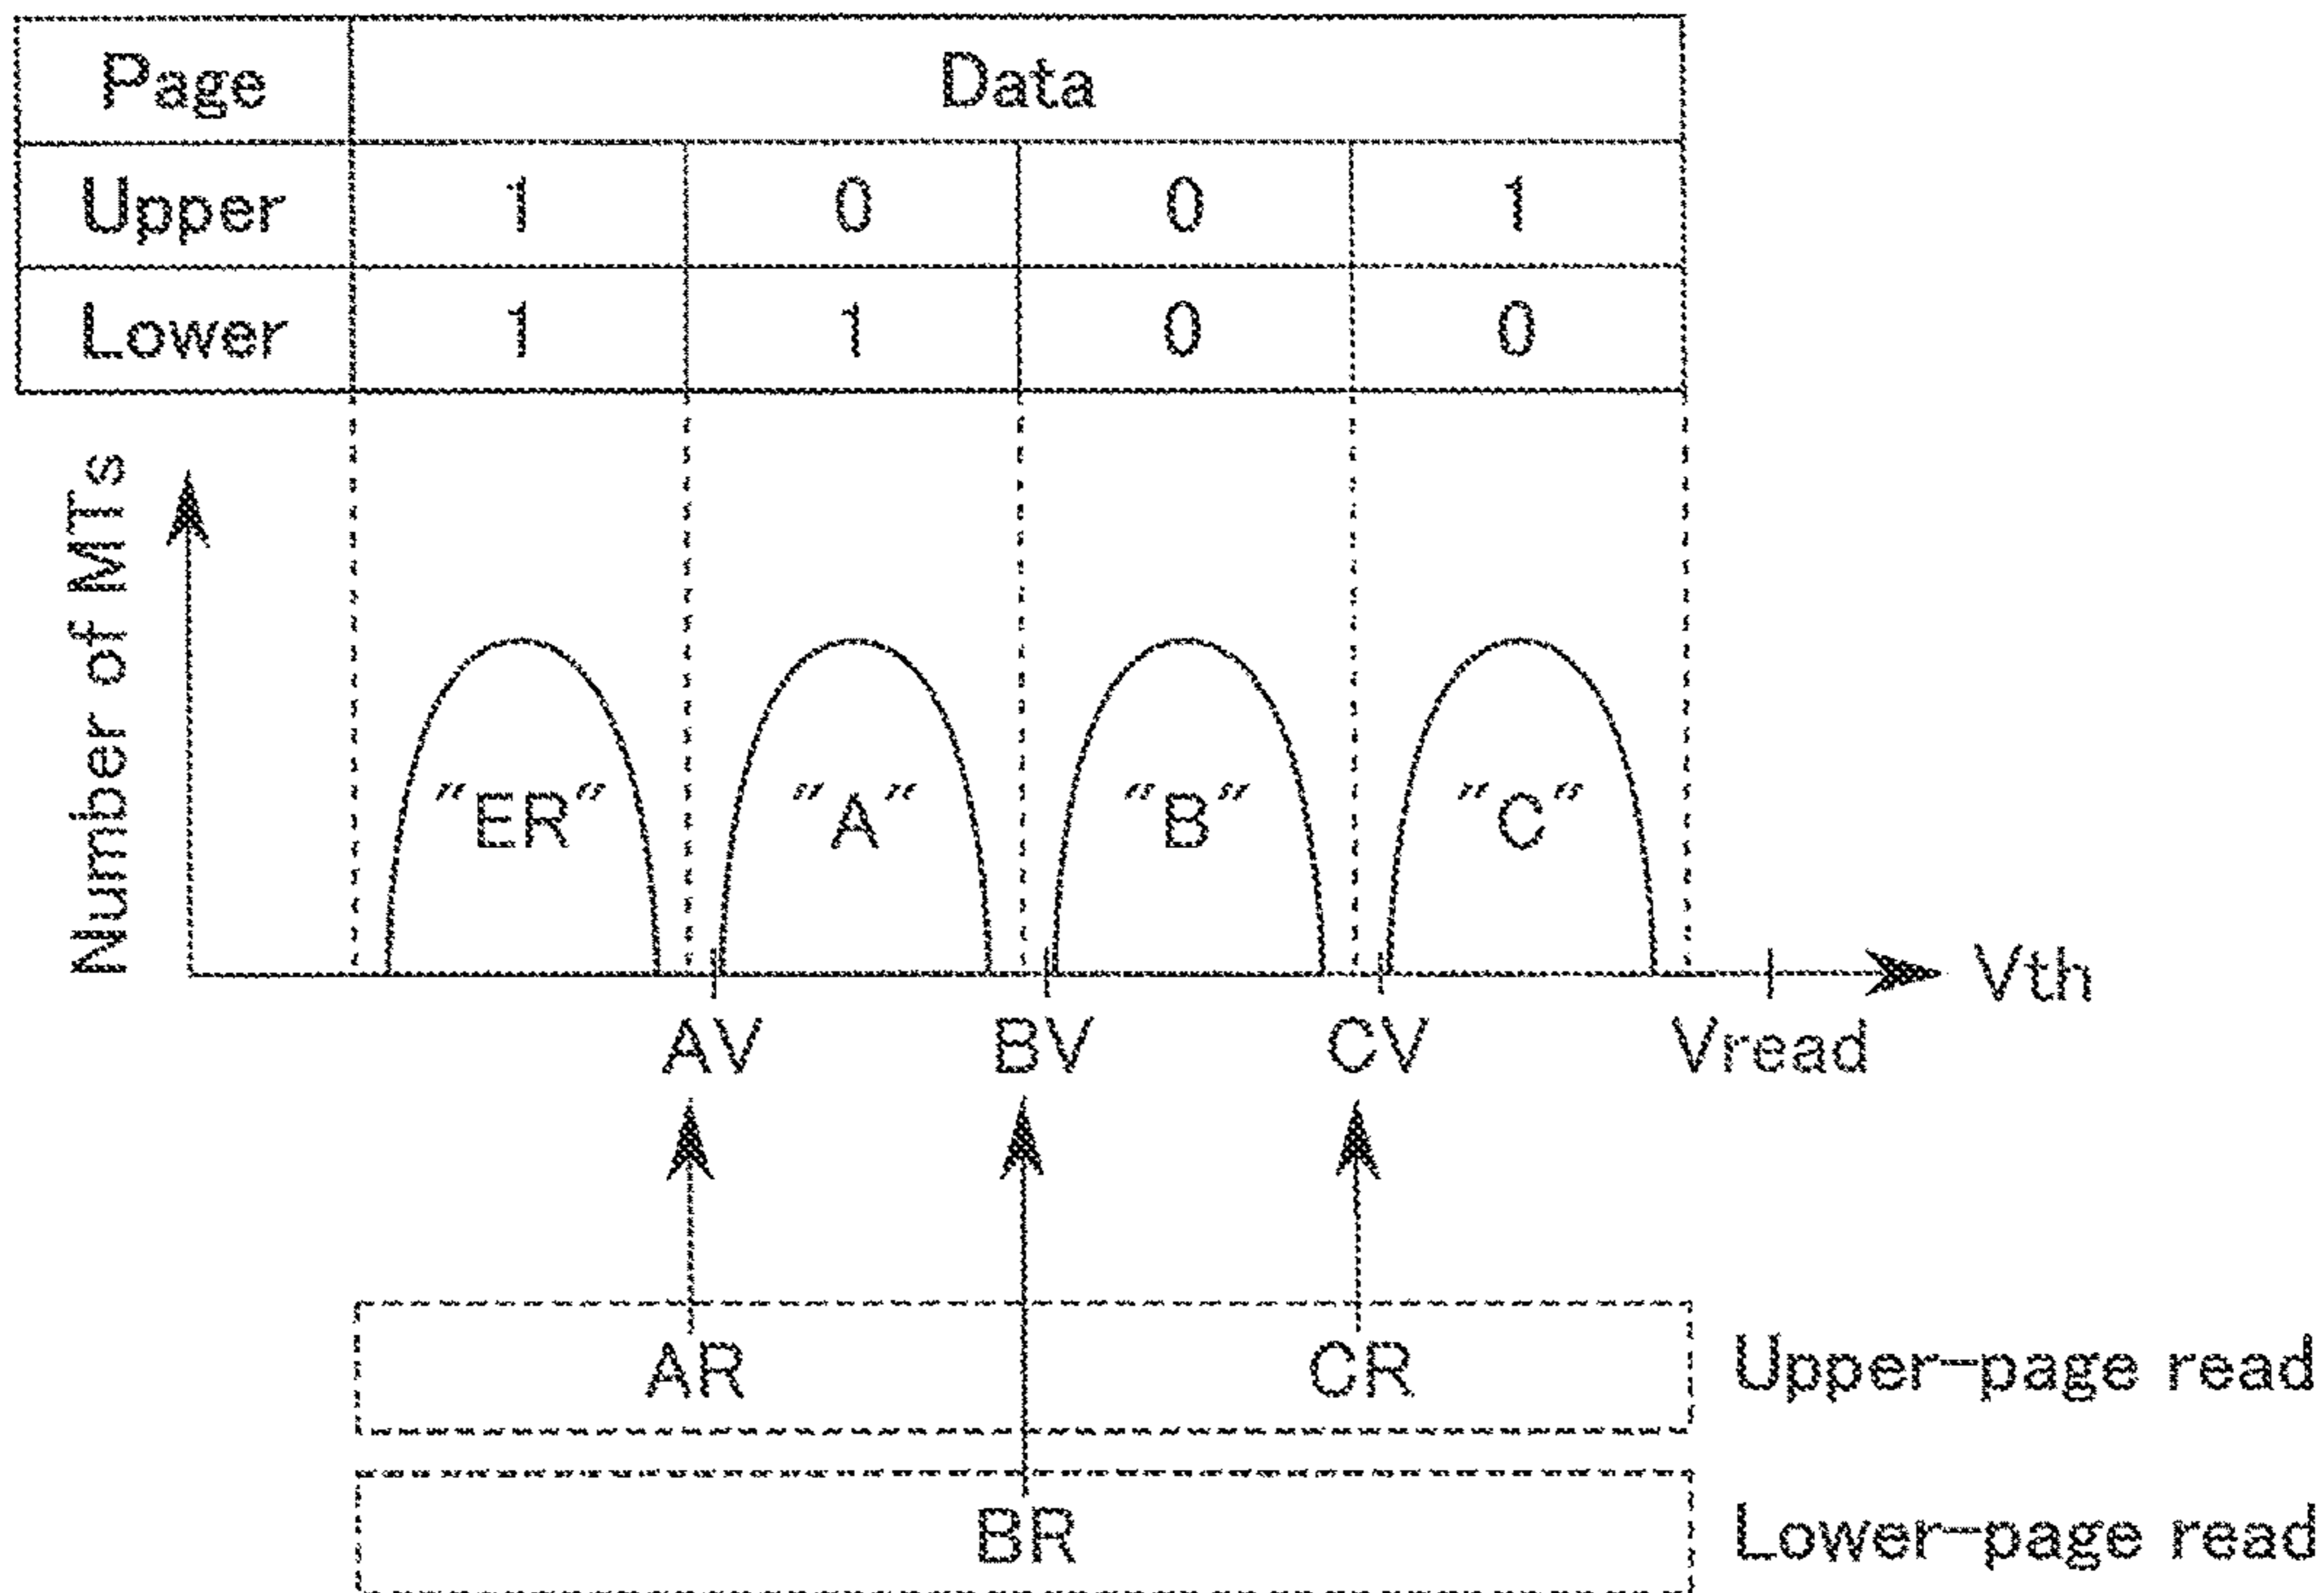 Page Data
Upper 1 0 0 1
Lower 1 1 0 0
Number of MTs
"ER" "A" "B" "C"
Vth
AV BV CV Vread
AR CR Upper-page read
BR Lower-page read